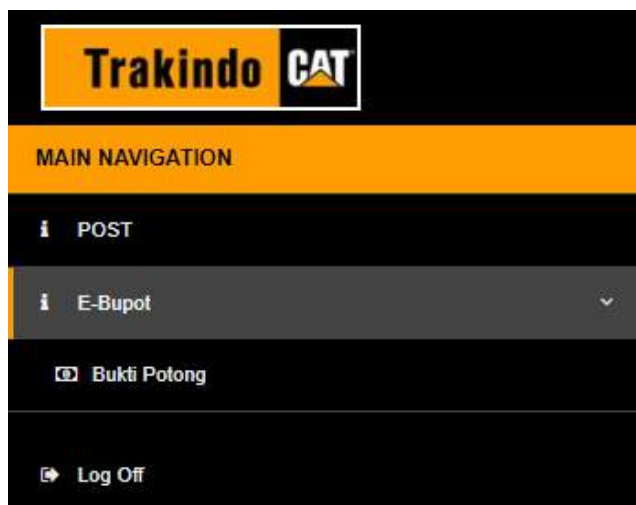 Trakindo CAT
MAIN NAVIGATION
POST
E-Bupot
Bukti Potong
Log Off